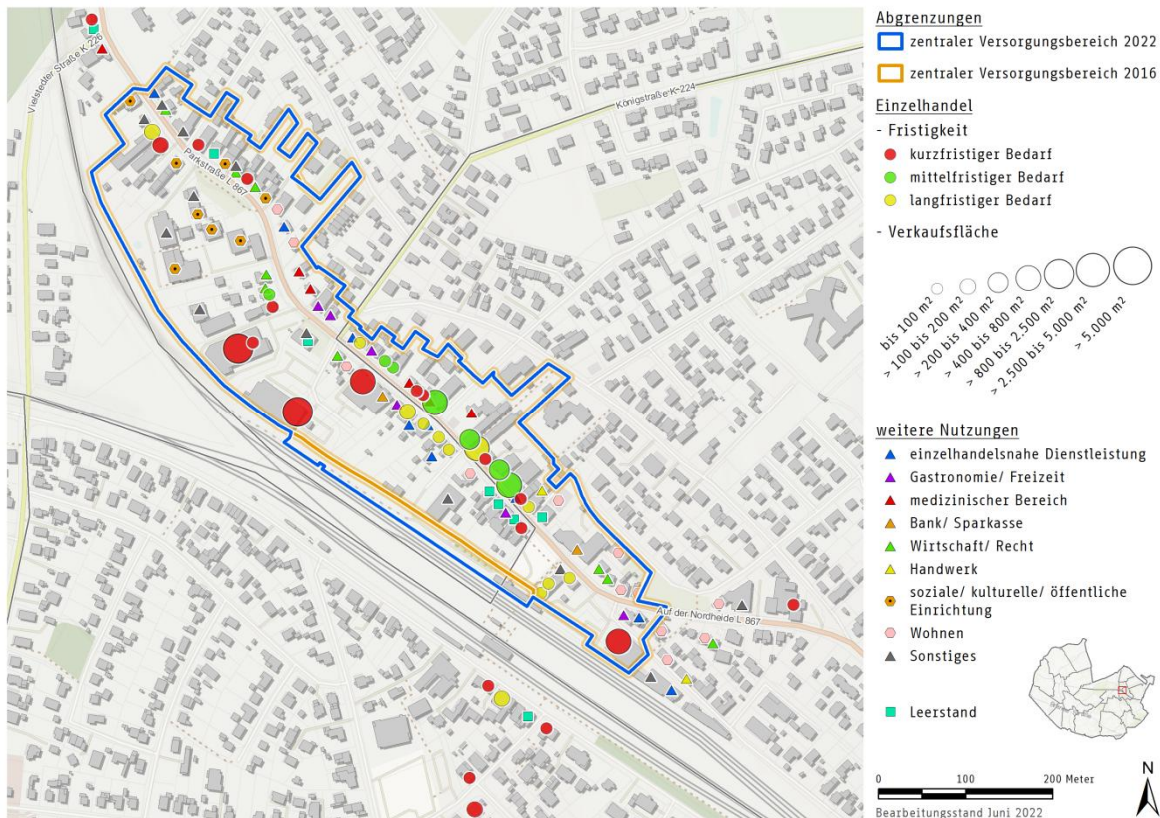 Vielstedter Straße K 226
Königstraße K-224
Parkstraße L 867
Auf der Nordheide L 867
Abgrenzungen
zentraler Versorgungsbereich 2022
zentraler Versorgungsbereich 2016
Einzelhandel
- Fristigkeit
kurzfristiger Bedarf
mittelfristiger Bedarf
langfristiger Bedarf
- Verkaufsfläche
bis 100 m²
> 100 bis 200 m²
> 200 bis 400 m²
> 400 bis 800 m²
> 800 bis 2.500 m²
> 2.500 bis 5.000 m²
> 5.000 m²
weitere Nutzungen
einzelhandelsnahe Dienstleistung
Gastronomie/ Freizeit
medizinischer Bereich
Bank/ Sparkasse
Wirtschaft/ Recht
Handwerk
soziale/ kulturelle/ öffentliche
Einrichtung
Wohnen
Sonstiges
Leerstand
0 100 200 Meter
N
Bearbeitungsstand Juni 2022